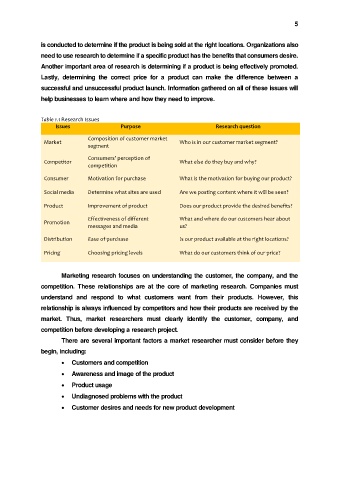 5
is conducted to determine if the product is being sold at the right locations. Organizations also
need to use research to determine if a specific product has the benefits that consumers desire.
Another important area of research is determining if a product is being effectively promoted.
Lastly, determining the correct price for a product can make the difference between a
successful and unsuccessful product launch. Information gathered on all of these issues will
help businesses to learn where and how they need to improve.
Table 1.1 Research Issues
Issues Purpose Research question
Market Composition of customer market segment Who is in our customer market segment?
Competitor Consumers' perception of competition What else do they buy and why?
Consumer Motivation for purchase What is the motivation for buying our product?
Social media Determine what sites are used Are we posting content where it will be seen?
Product Improvement of product Does our product provide the desired benefits?
Promotion Effectiveness of different messages and media What and where do our customers hear about us?
Distribution Ease of purchase Is our product available at the right locations?
Pricing Choosing pricing levels What do our customers think of our price?
Marketing research focuses on understanding the customer, the company, and the
competition. These relationships are at the core of marketing research. Companies must
understand and respond to what customers want from their products. However, this
relationship is always influenced by competitors and how their products are received by the
market. Thus, market researchers must clearly identify the customer, company, and
competition before developing a research project.
There are several important factors a market researcher must consider before they
begin, including:
• Customers and competition
• Awareness and image of the product
• Product usage
• Undiagnosed problems with the product
• Customer desires and needs for new product development